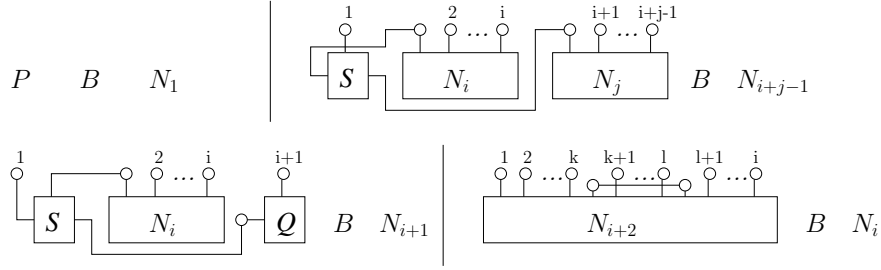 1 2 ... i i+1 i+j-1
P B N_1 S N_i ... N_j B N_{i+j-1}
1 2 ... i i+1 1 2 ... k k+1 ... l l+1 ... i
S N_i Q B N_{i+1} N_{i+2} B N_i